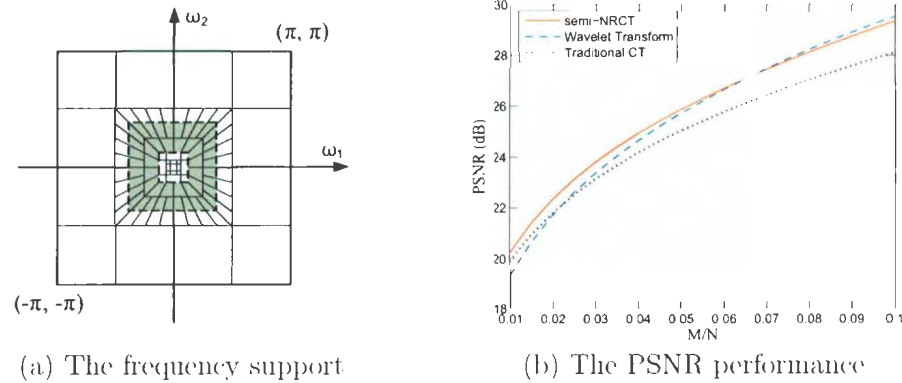 ω₂
(π, π)
ω₁
(-π, -π)
(a) The frequency support
30
28
26
24
22
20
18
PSNR (dB)
semi-NRCT
Wavelet Transform
Traditional CT
0.01 0.02 0.03 0.04 0.05 0.06 0.07 0.08 0.09 0.1
M/N
(b) The PSNR performance